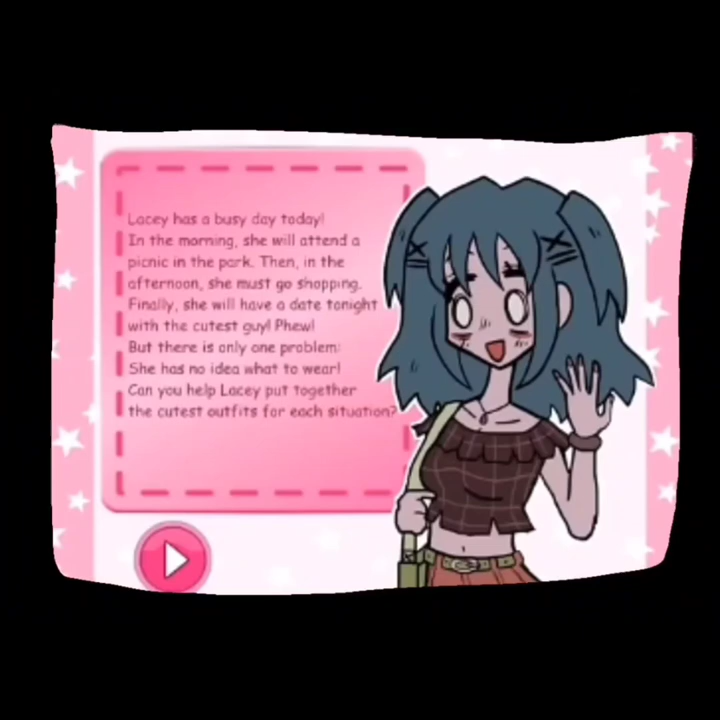 Lacey has a busy day today!
In the morning, she will attend a
picnic in the park. Then, in the
afternoon, she must go shopping.
Finally, she will have a date tonight
with the cutest guy! Phew!
But there is only one problem:
She has no idea what to wear!
Can you help Lacey put together
the cutest outfits for each situation?